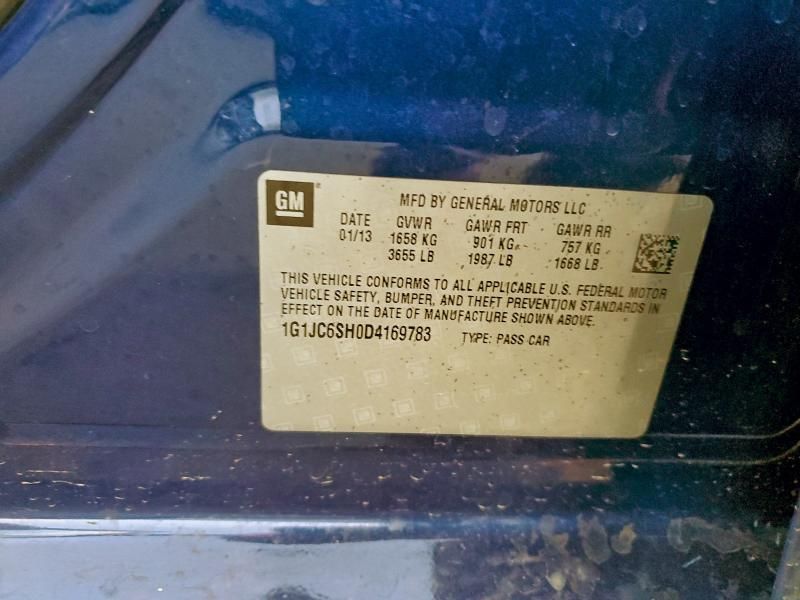 GM
MFD BY GENERAL MOTORS LLC
DATE GVWR GAWR FRT GAWR RR
01/13 1658 KG 901 KG 757 KG
3655 LB 1987 LB 1668 LB
THIS VEHICLE CONFORMS TO ALL APPLICABLE U.S. FEDERAL MOTOR
VEHICLE SAFETY, BUMPER, AND THEFT PREVENTION STANDARDS IN
EFFECT ON THE DATE OF MANUFACTURE SHOWN ABOVE.
1G1JC6SH0D4169783 TYPE: PASS CAR